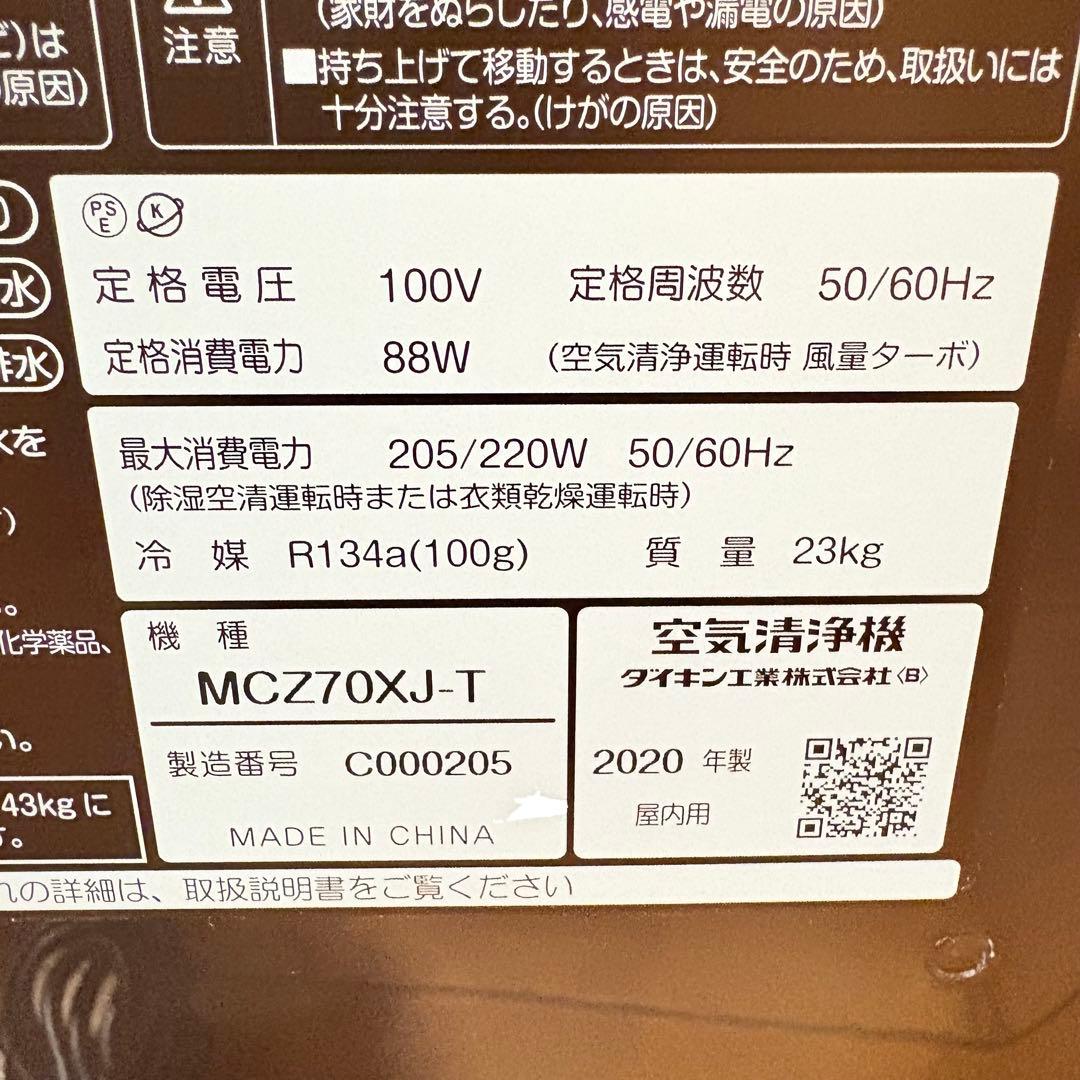 (家財をぬらしたり、感電や漏電の原因)
注意
■持ち上げて移動するときは、安全のため、取扱いには
十分注意する。(けがの原因)
ど)は
の原因)
水
排水
水を
化学薬品、
い。
43kgに
す。
PSE K
定格電圧 100V 定格周波数 50/60Hz
定格消費電力 88W (空気清浄運転時 風量ターボ)
最大消費電力 205/220W 50/60Hz
(除湿空清運転時または衣類乾燥運転時)
冷媒 R134a(100g) 質量 23kg
機種
MCZ70XJ-T
製造番号 C000205
MADE IN CHINA
空気清浄機
ダイキン工業株式会社〈B〉
2020 年製
屋内用
れの詳細は、取扱説明書をご覧ください